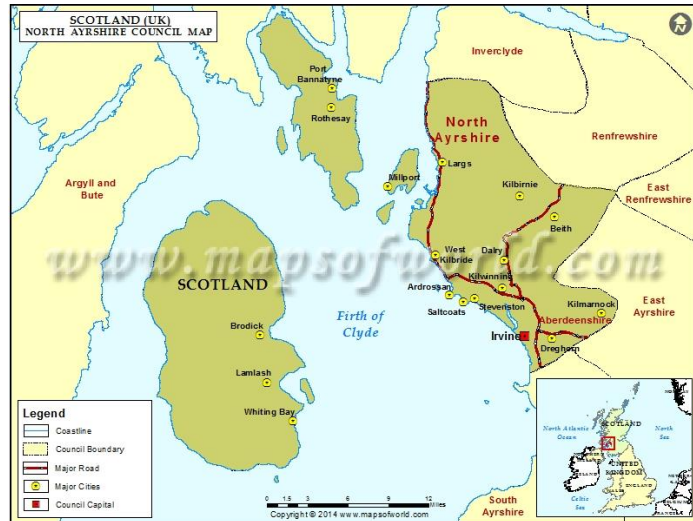 SCOTLAND (UK)
NORTH AYRSHIRE COUNCIL MAP
Inverclyde
Port
Bannatyne
Rothesay
North
Ayrshire
Renfrewshire
Largs
Argyll and
Bute
Millport
Kilbirnie
East
Renfrewshire
Beith
www.mapsofworld.com
West
Kilbride
Dalry
SCOTLAND
Kilwinning
Ardrossan
Saltcoats
Stevenston
Kilmarnock
East
Ayrshire
Firth of
Clyde
Aberdeenshire
Brodick
Irvine
Dreghorn
Lamlash
Whiting Bay
Legend
Coastline
Council Boundary
Major Road
Major Cities
Council Capital
0 1.5 3 6 9 12
Miles
Copyright © 2014 www.mapsofworld.com
South
Ayrshire
SCOTLAND
North Atlantic
Ocean
North
Sea
UNITED
KINGDOM
ENGLAND
WALES
Celtic
Sea